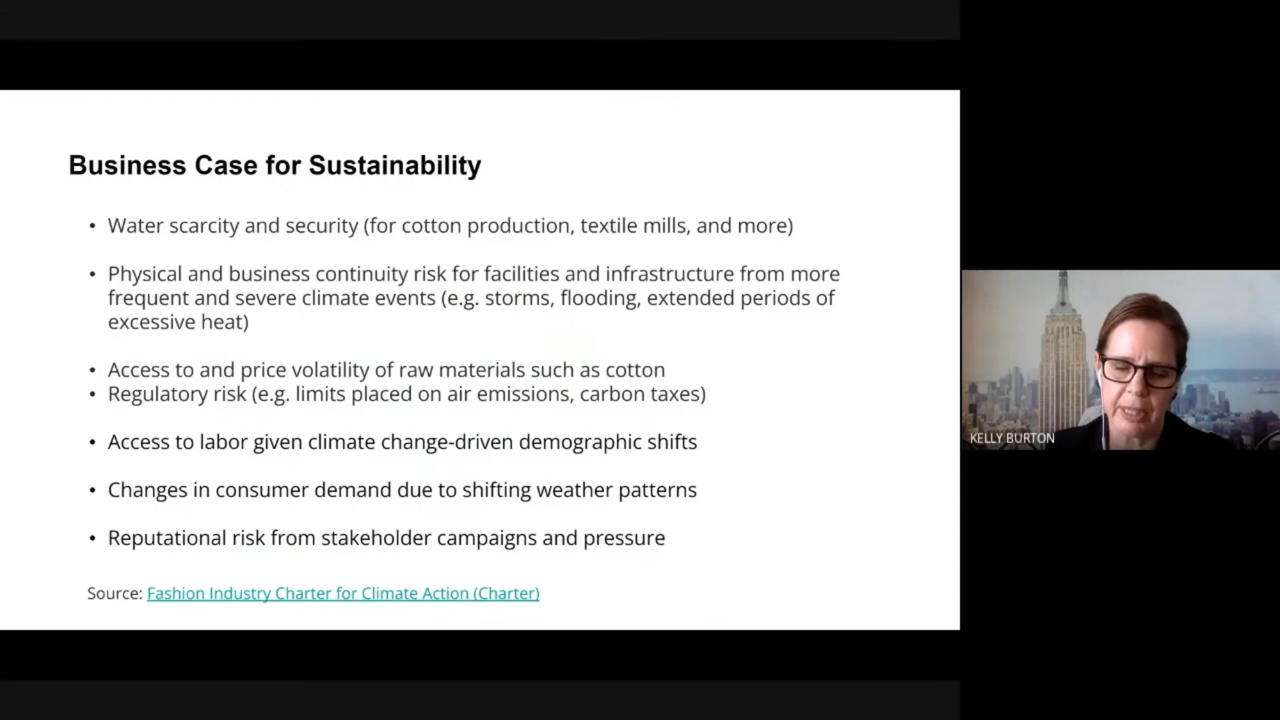 Business Case for Sustainability
• Water scarcity and security (for cotton production, textile mills, and more)
• Physical and business continuity risk for facilities and infrastructure from more
frequent and severe climate events (e.g. storms, flooding, extended periods of
excessive heat)
• Access to and price volatility of raw materials such as cotton
• Regulatory risk (e.g. limits placed on air emissions, carbon taxes)
• Access to labor given climate change-driven demographic shifts
• Changes in consumer demand due to shifting weather patterns
• Reputational risk from stakeholder campaigns and pressure
Source: Fashion Industry Charter for Climate Action (Charter)
KELLY BURTON